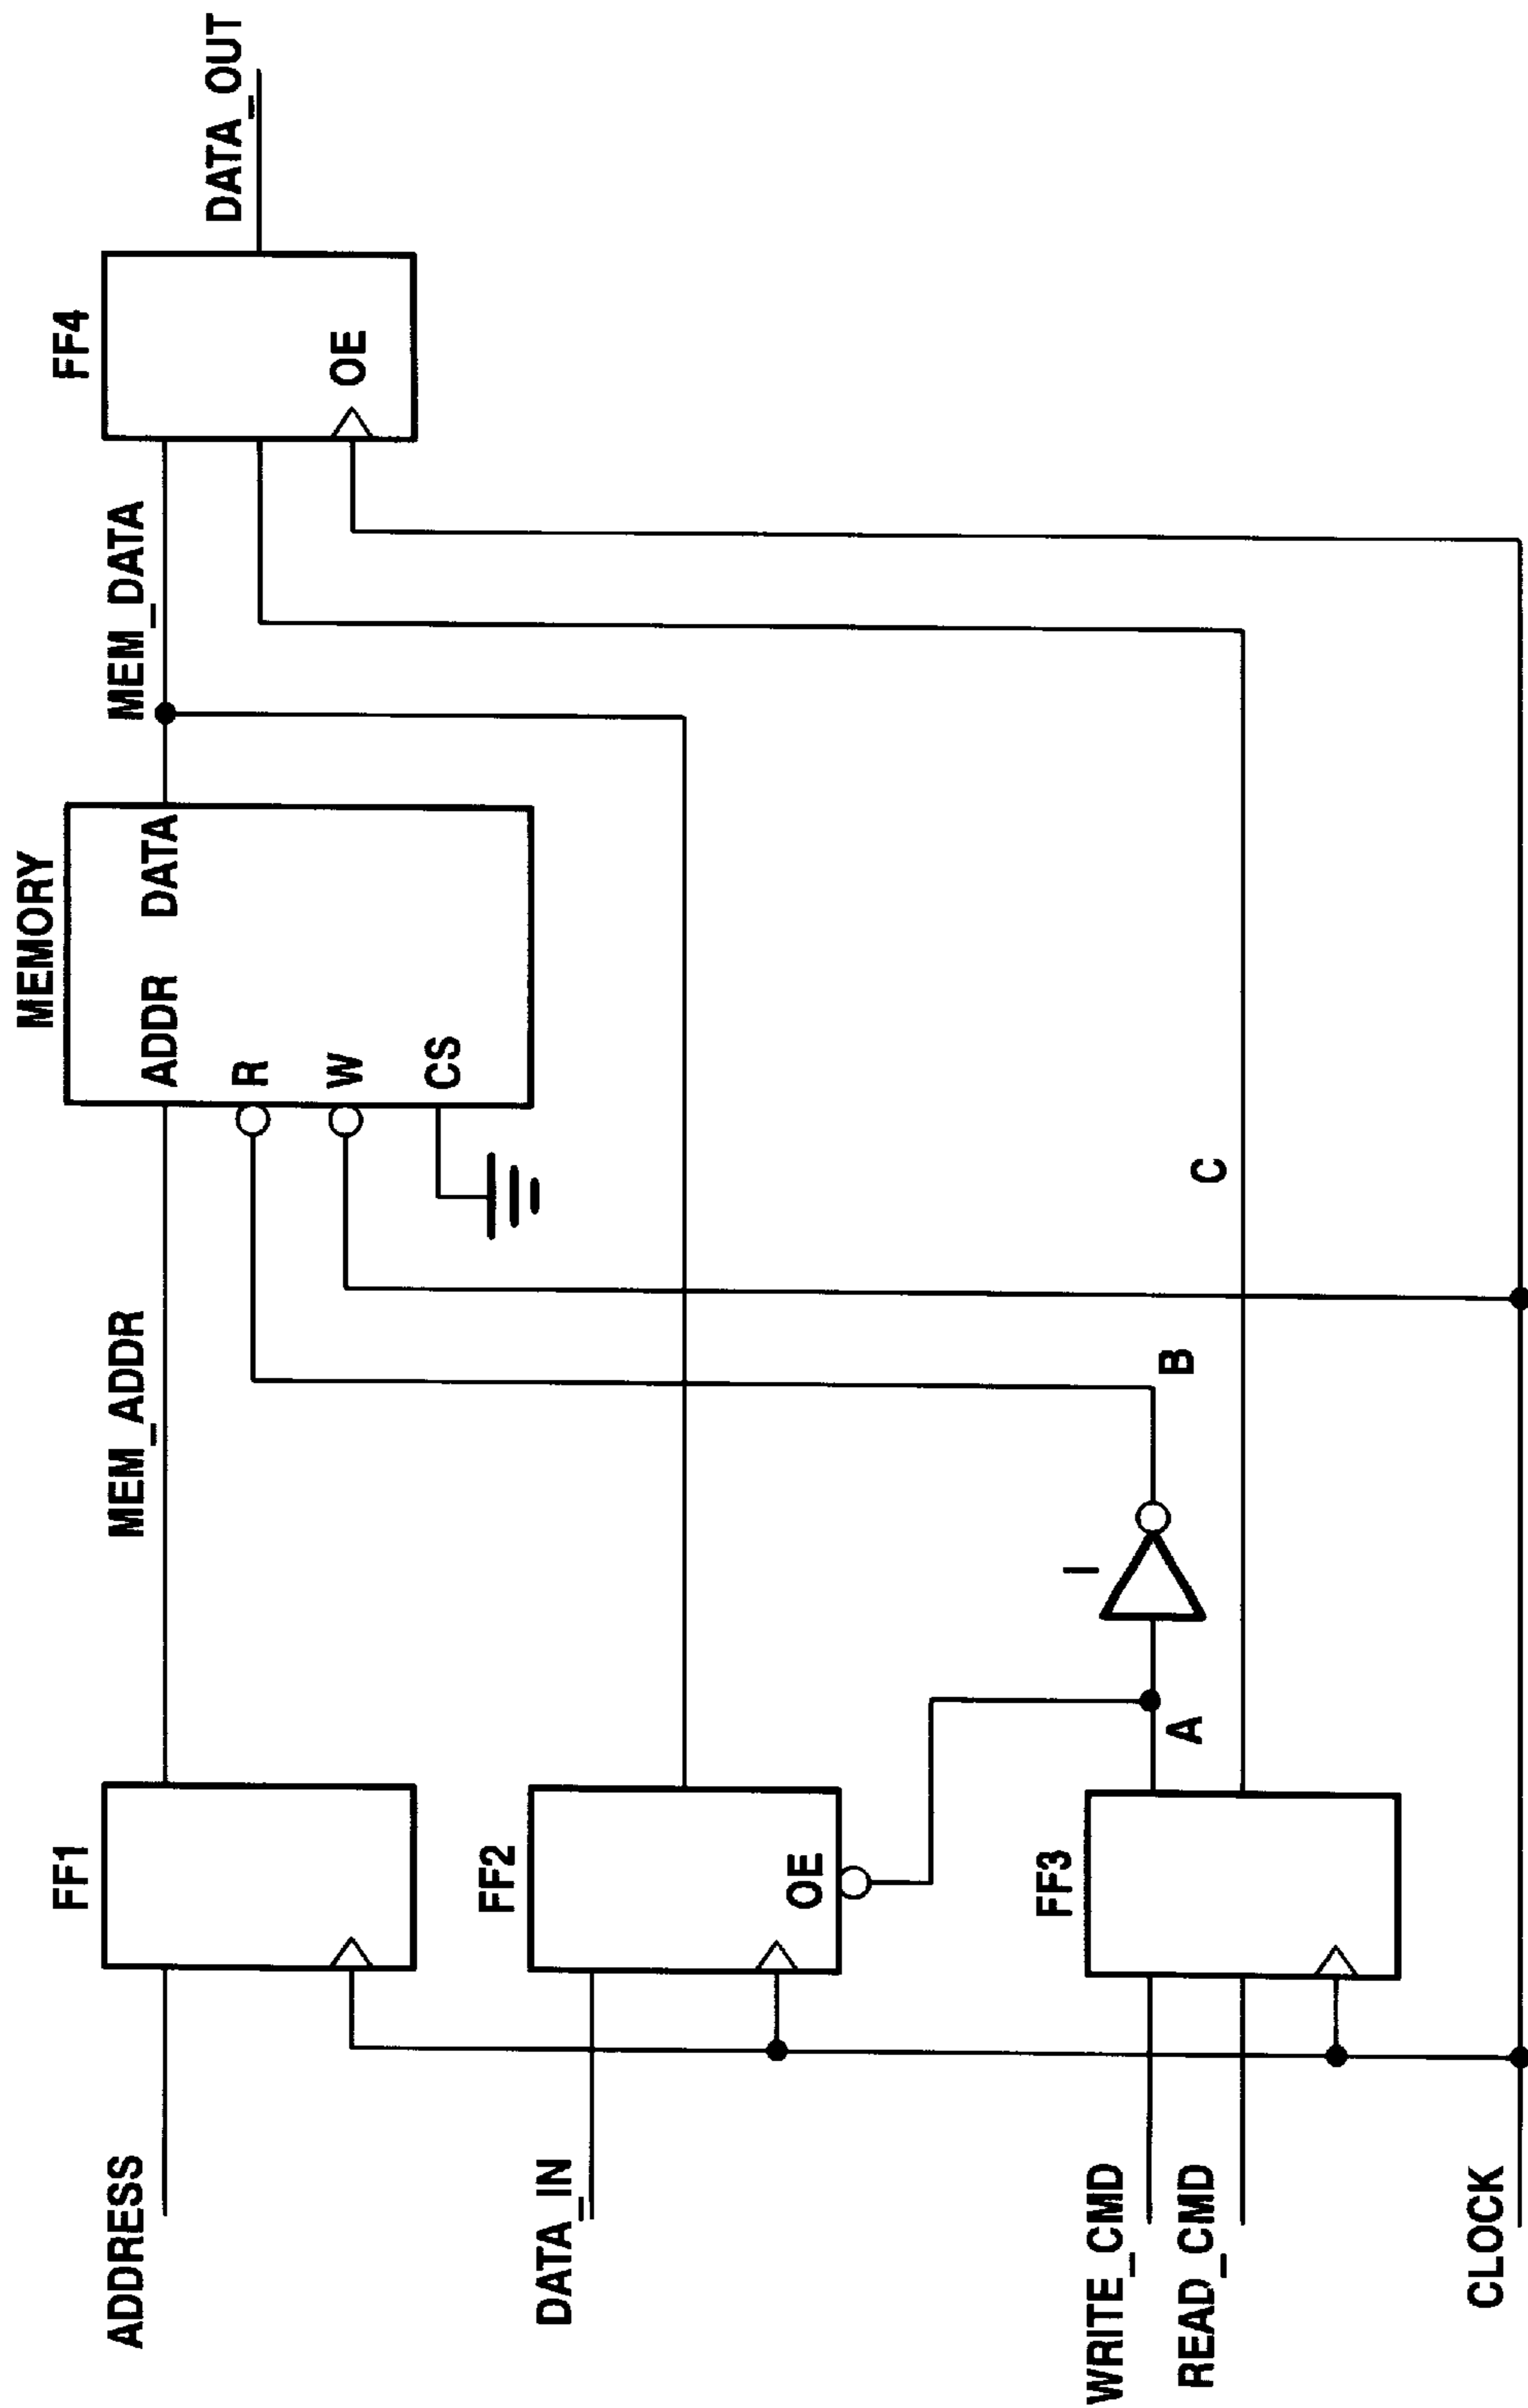 MEMORY
FF4
FF1
ADDRESS
MEM_ADDR
ADDR DATA
MEM_DATA
DATA_OUT
R
W
OE
CS
FF2
DATA_IN
OE
I
FF3
A
B
C
WRITE_CMD
READ_CMD
CLOCK